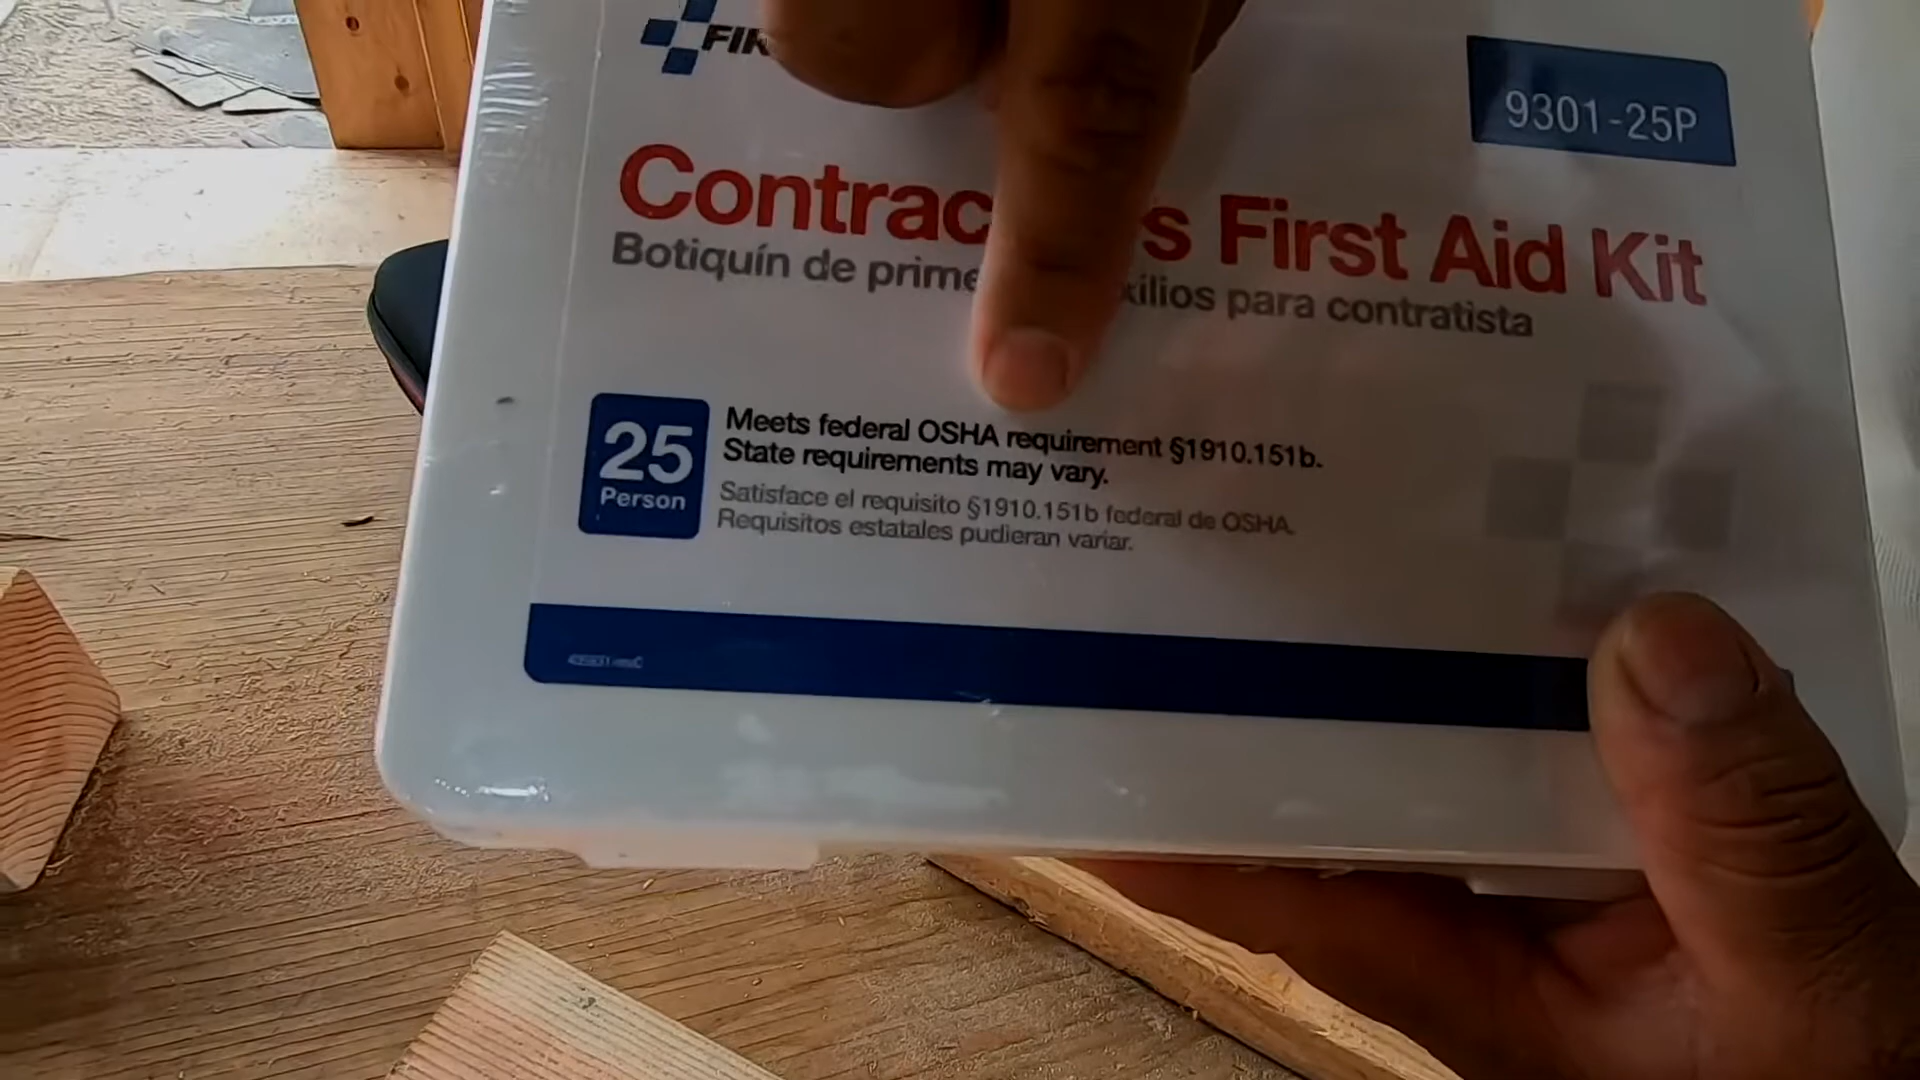 FIR
9301-25P
Contrac s First Aid Kit
Botiquín de prime xilios para contratista
25
Person
Meets federal OSHA requirement §1910.151b.
State requirements may vary.
Satisface el requisito §1910.151b federal de OSHA.
Requisitos estatales pudieran variar.